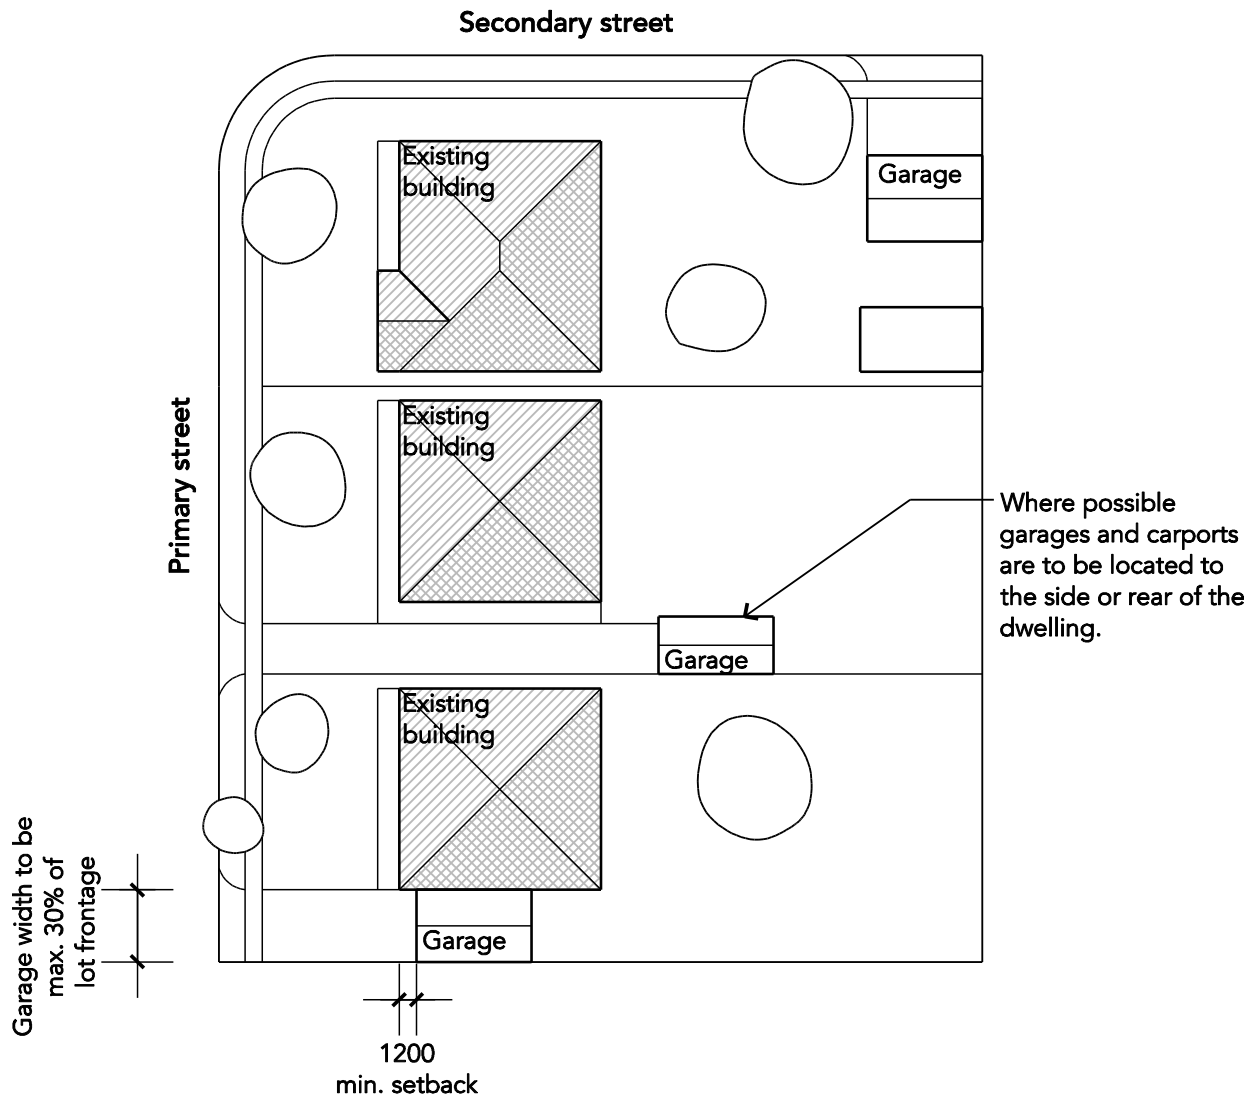 Secondary street
Existing
building
Garage
Primary street
Existing
building
Where possible
garages and carports
are to be located to
the side or rear of the
dwelling.
Garage
Existing
building
Garage width to be
max. 30% of
lot frontage
Garage
1200
min. setback